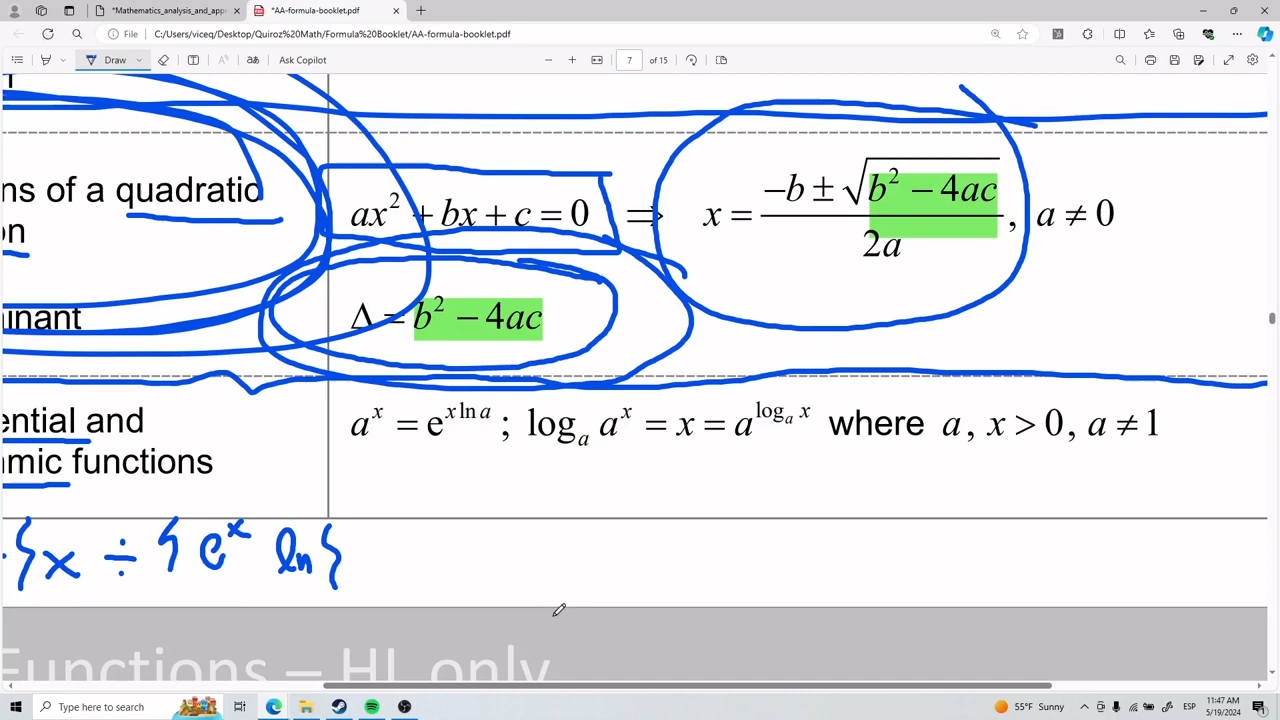 *Mathematics_analysis_and_app
*AA-formula-booklet.pdf
File
C:/Users/viceq/Desktop/Quiroz%20Math/Formula%20Booklet/AA-formula-booklet.pdf
Draw
Ask Copilot
7 of 15
ns of a quadratic
on
ax² + bx + c = 0 ⇒ x = (−b ± √(b² − 4ac)) / 2a, a ≠ 0
inant
Δ = b² − 4ac
ential and
amic functions
aˣ = e^(x ln a) ; logₐ aˣ = x = a^(logₐ x) where a, x > 0, a ≠ 1
{ x ÷ { eˣ ln }
Functions – HL only
Type here to search
55°F Sunny
ESP
11:47 AM
5/19/2024